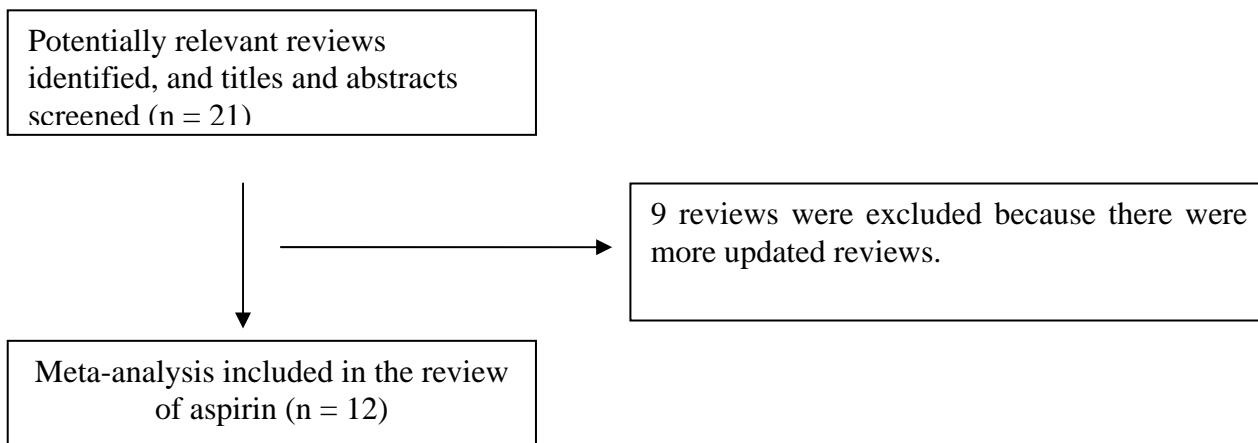 Potentially relevant reviews
identified, and titles and abstracts
screened (n = 21)
9 reviews were excluded because there were
more updated reviews.
Meta-analysis included in the review
of aspirin (n = 12)